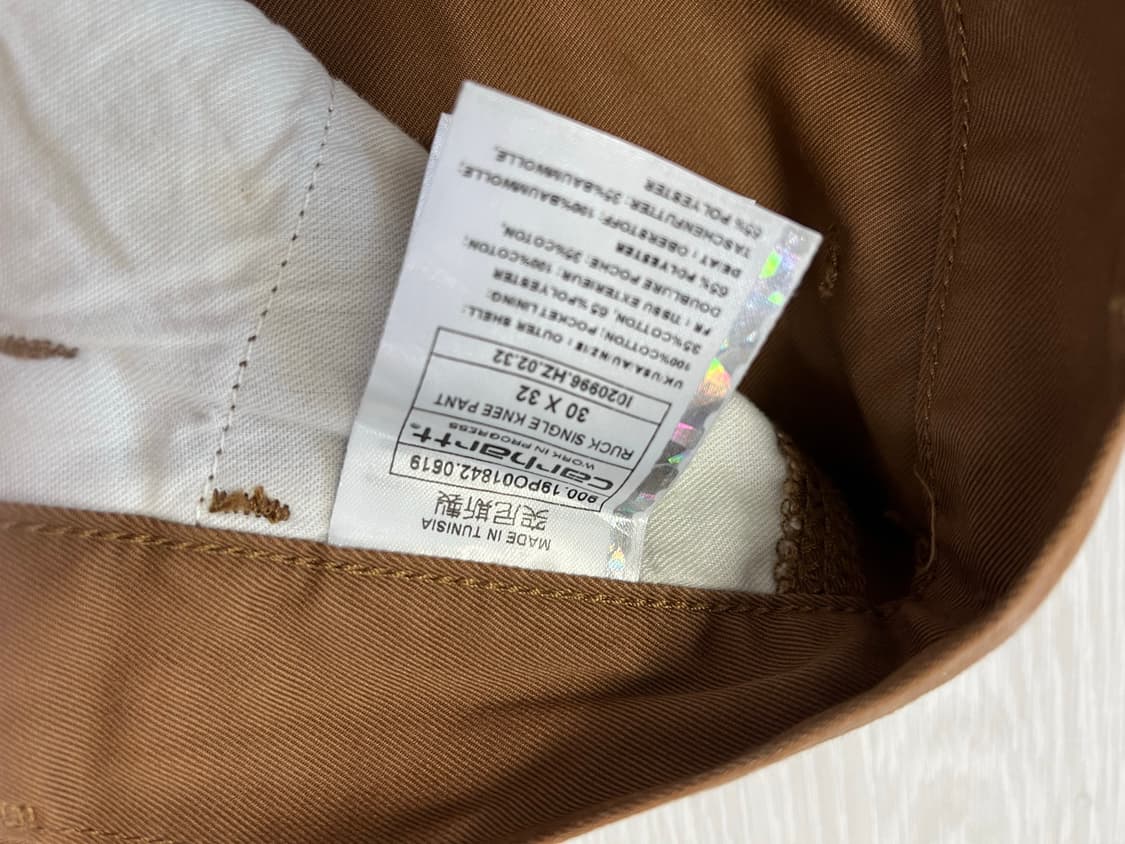 MADE IN TUNISIA
突尼斯製
900.19PO01842.0619
carhartt®
WORK IN PROGRESS
RUCK SINGLE KNEE PANT
30 X 32
I020996.HZ.02.32
UK/USA/AU/NZ/IE : OUTER SHELL:
100%COTTON; POCKET LINING:
35%COTTON, 65%POLYESTER
FR : TISSU EXTERIEUR: 100%COTON;
DOUBLURE POCHE: 35%COTON,
65% POLYESTER
DE/AT : OBERSTOFF: 100%BAUMWOLLE;
TASCHENFUTTER: 35%BAUMWOLLE,
65% POLYESTER